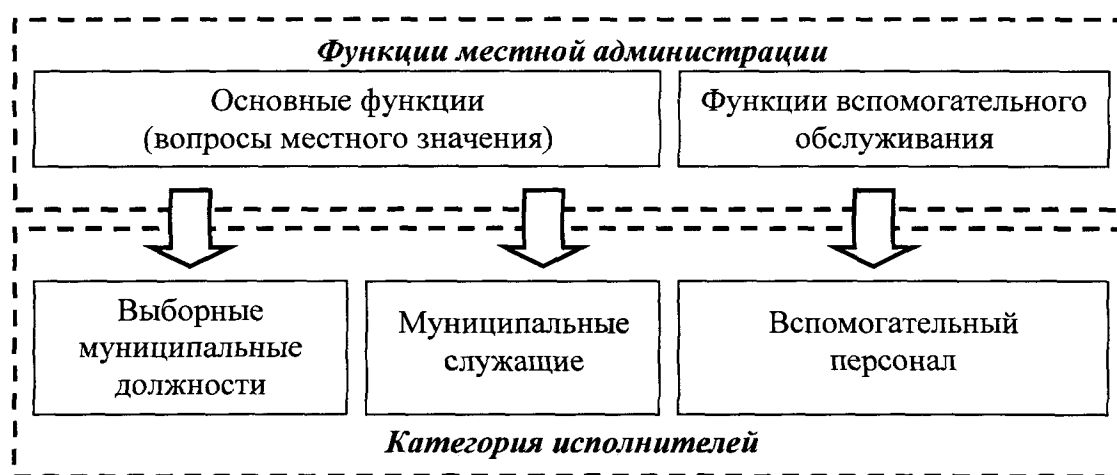 Функции местной администрации
Основные функции
(вопросы местного значения)
Функции вспомогательного
обслуживания
Выборные
муниципальные
должности
Муниципальные
служащие
Вспомогательный
персонал
Категория исполнителей